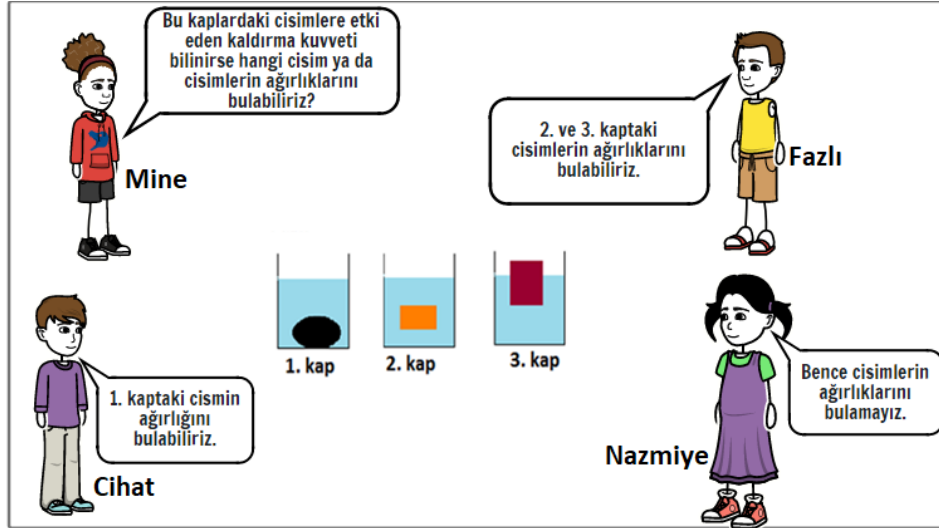 Bu kaplardaki cisimlere etki
eden kaldırma kuvveti
bilinirse hangi cisim ya da
cisimlerin ağırlıklarını
bulabiliriz?
Mine
2. ve 3. kaptaki
cisimlerin ağırlıklarını
bulabiliriz.
Fazlı
1. kap
2. kap
3. kap
1. kaptaki cismin
ağırlığını
bulabiliriz.
Cihat
Bence cisimlerin
ağırlıklarını
bulamayız.
Nazmiye